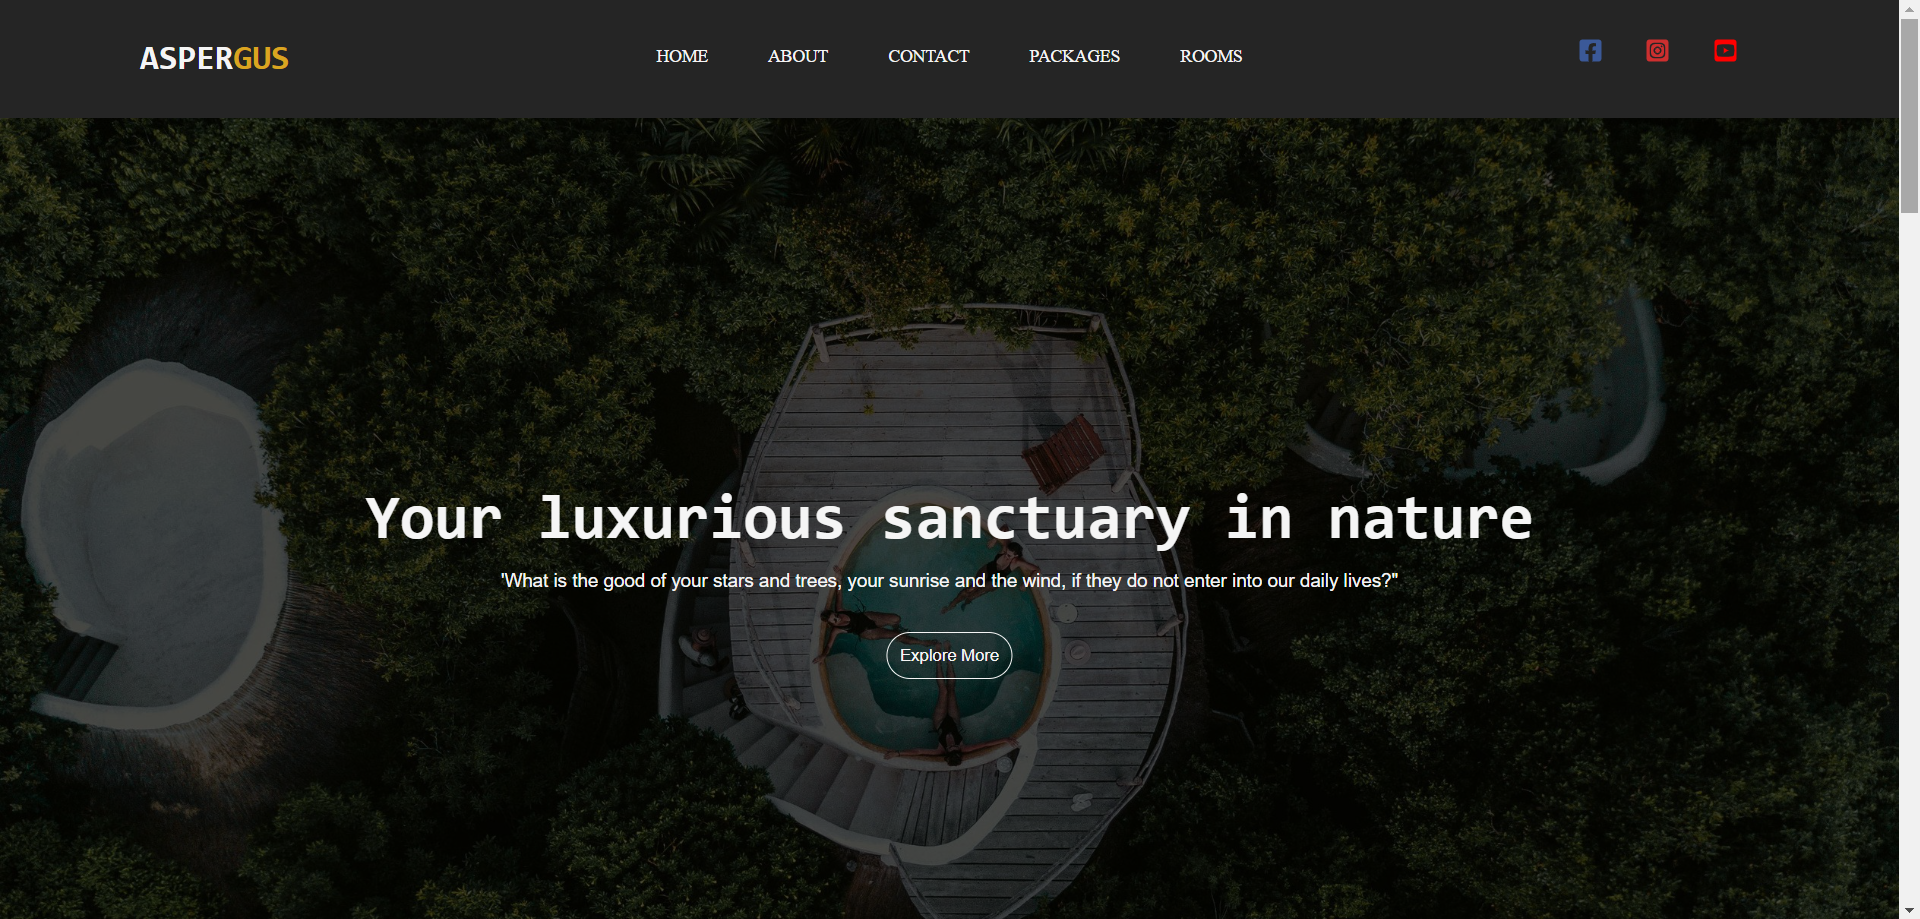 ASPERGUS
HOME ABOUT CONTACT PACKAGES ROOMS
Your luxurious sanctuary in nature
'What is the good of your stars and trees, your sunrise and the wind, if they do not enter into our daily lives?"
Explore More